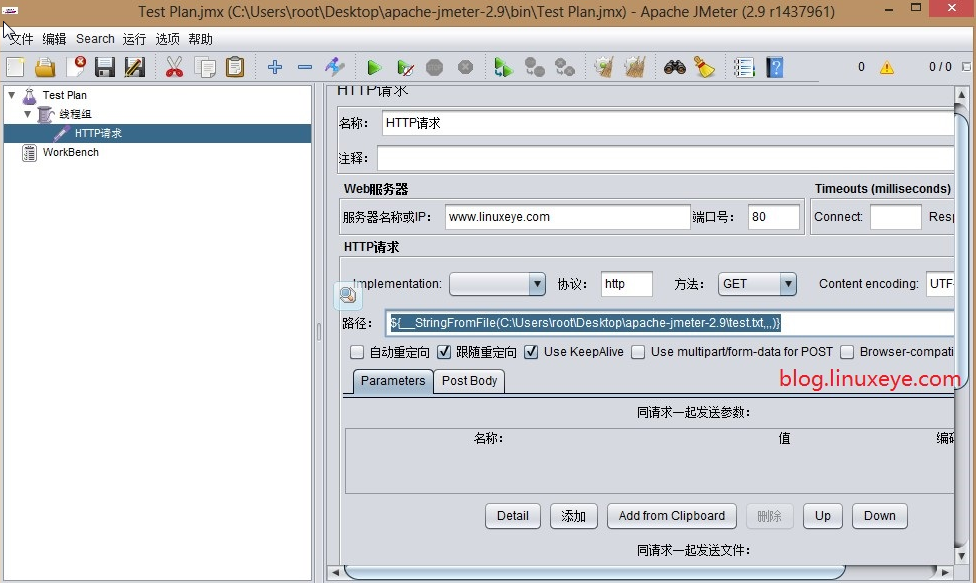 Test Plan.jmx (C:\Users\root\Desktop\apache-jmeter-2.9\bin\Test Plan.jmx) - Apache JMeter (2.9 r1437961)
文件 编辑 Search 运行 选项 帮助
0 0 / 0
Test Plan
线程组
HTTP请求
WorkBench
HTTP请求
名称： HTTP请求
注释：
Web服务器 Timeouts (milliseconds)
服务器名称或IP： www.linuxeye.com 端口号： 80 Connect: Resp
HTTP请求
Implementation: 协议： http 方法： GET Content encoding: UTF-
路径： ${__StringFromFile(C:\Users\root\Desktop\apache-jmeter-2.9\test.txt,,,)}
自动重定向 跟随重定向 Use KeepAlive Use multipart/form-data for POST Browser-compati
Parameters Post Body
blog.linuxeye.com
同请求一起发送参数：
名称： 值 编码
Detail 添加 Add from Clipboard 删除 Up Down
同请求一起发送文件：